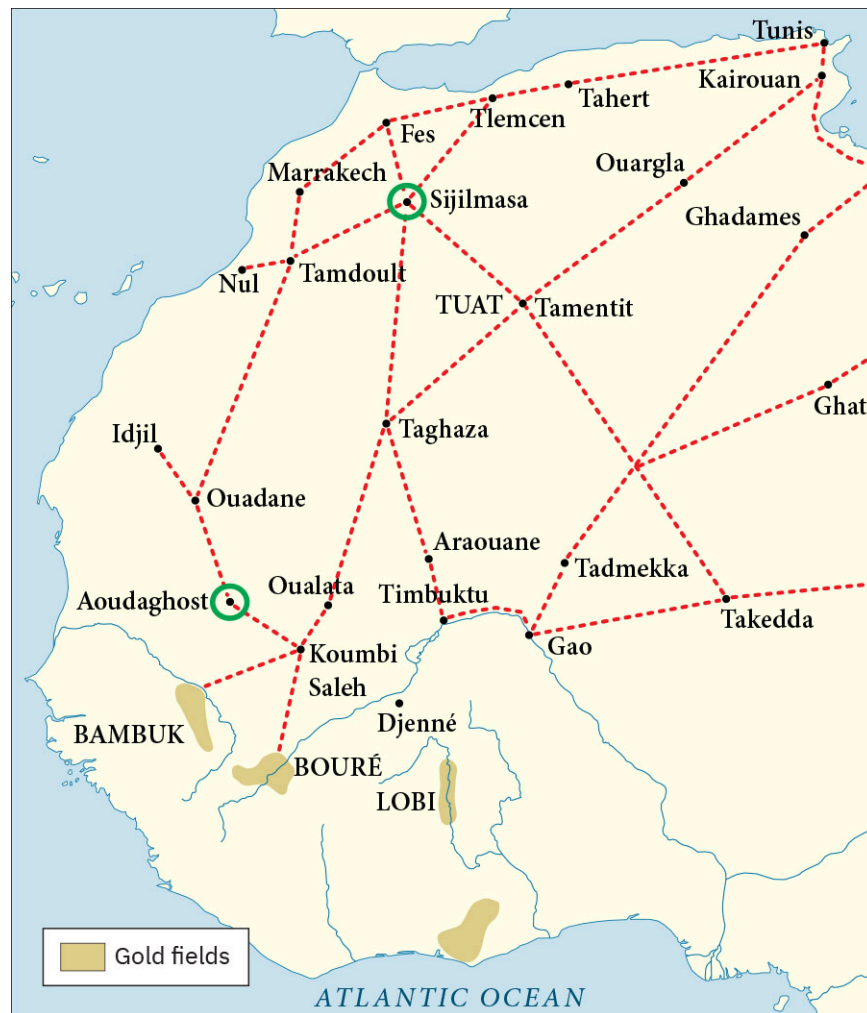 Tunis
Kairouan
Tahert
Tlemcen
Fes
Ouargla
Marrakech
Sijilmasa
Ghadames
Nul
Tamdoult
TUAT
Tamentit
Ghat
Taghaza
Idjil
Ouadane
Araouane
Tadmekka
Aoudaghost
Oualata
Timbuktu
Takedda
Gao
Koumbi
Saleh
Djenné
BAMBUK
BOURÉ
LOBI
Gold fields
ATLANTIC OCEAN